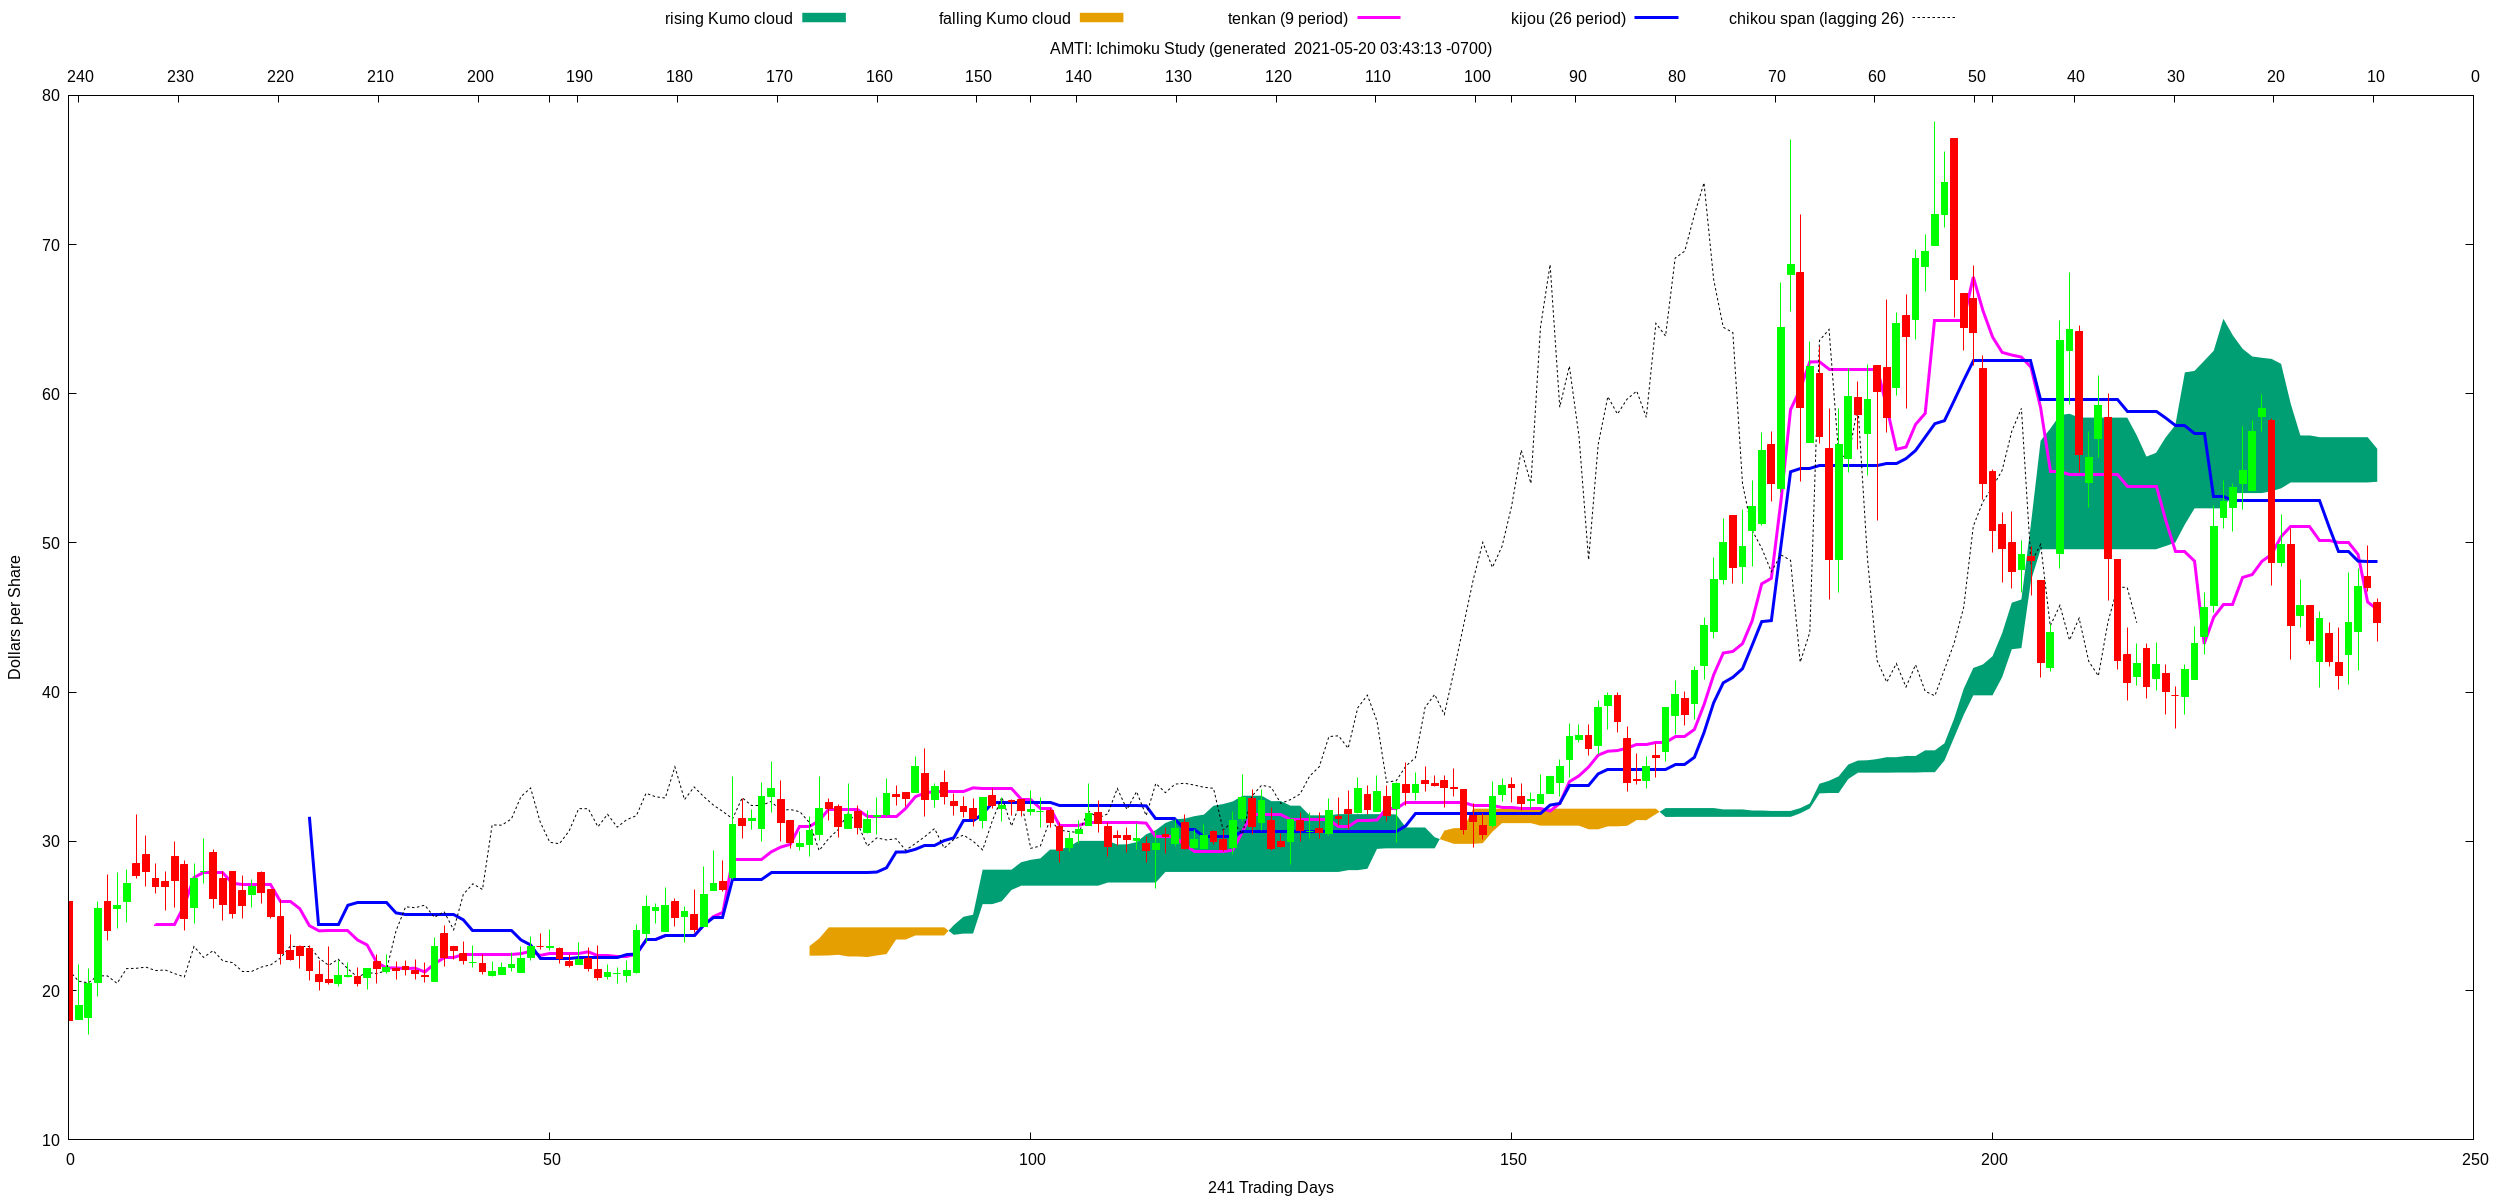 rising Kumo cloud falling Kumo cloud tenkan (9 period) kijou (26 period) chikou span (lagging 26)
AMTI: Ichimoku Study (generated  2021-05-20 03:43:13 -0700)
240 230 220 210 200 190 180 170 160 150 140 130 120 110 100 90 80 70 60 50 40 30 20 10 0
80
70
60
50
40
30
20
10
Dollars per Share
0 50 100 150 200 250
241 Trading Days